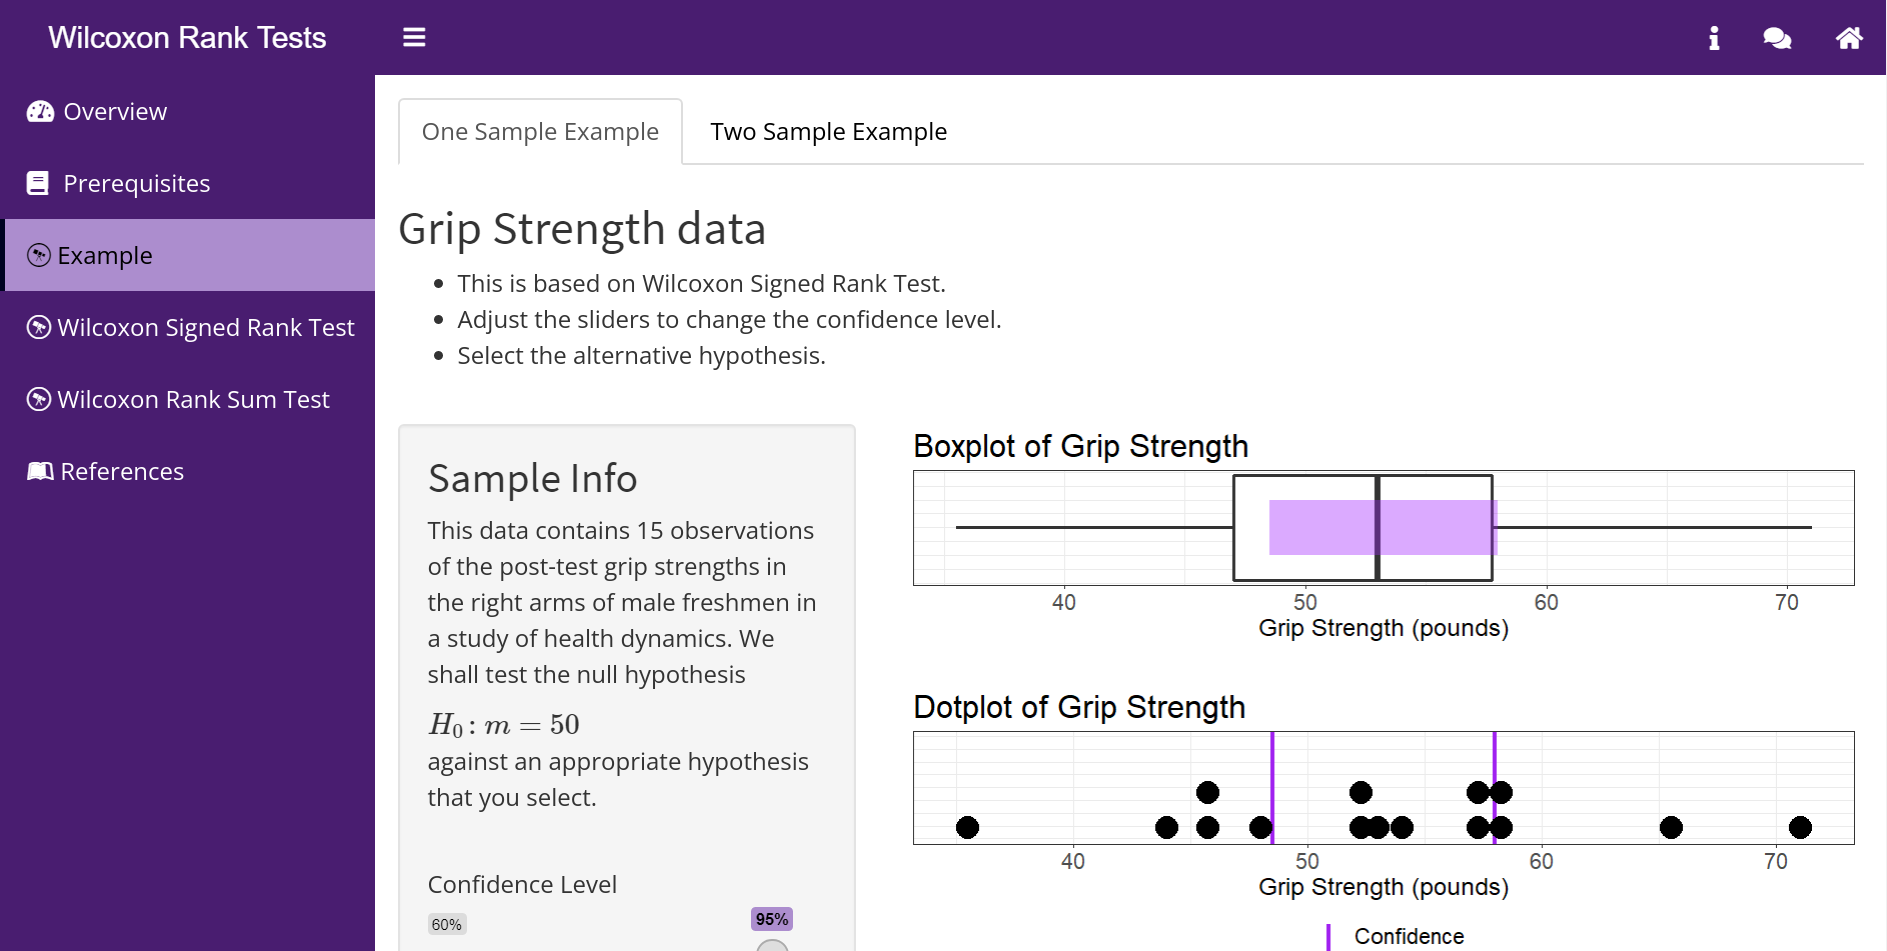 Wilcoxon Rank Tests
Overview
Prerequisites
Example
Wilcoxon Signed Rank Test
Wilcoxon Rank Sum Test
References
One Sample Example
Two Sample Example
Grip Strength data
This is based on Wilcoxon Signed Rank Test.
Adjust the sliders to change the confidence level.
Select the alternative hypothesis.
Sample Info
This data contains 15 observations
of the post-test grip strengths in
the right arms of male freshmen in
a study of health dynamics. We
shall test the null hypothesis
H₀ : m = 50
against an appropriate hypothesis
that you select.
Confidence Level
60%
95%
Boxplot of Grip Strength
40 50 60 70
Grip Strength (pounds)
Dotplot of Grip Strength
40 50 60 70
Grip Strength (pounds)
Confidence